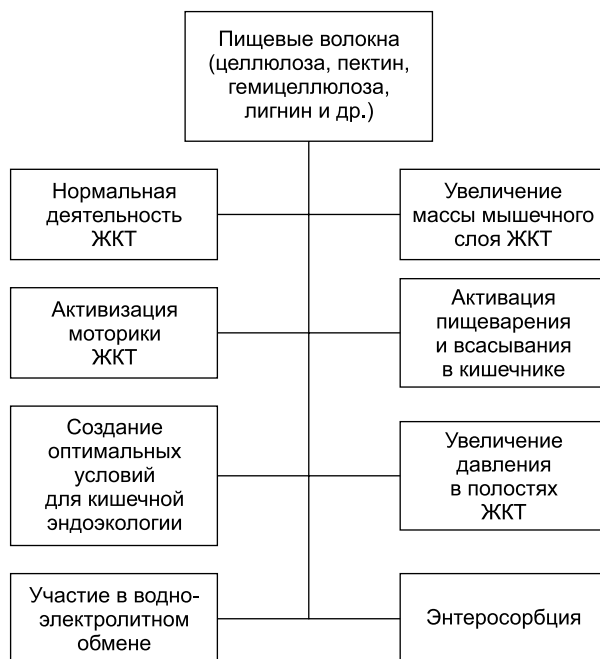 Пищевые волокна
(целлюлоза, пектин,
гемицеллюлоза,
лигнин и др.)
Нормальная
деятельность
ЖКТ
Увеличение
массы мышечного
слоя ЖКТ
Активизация
моторики
ЖКТ
Активация
пищеварения
и всасывания
в кишечнике
Создание
оптимальных
условий
для кишечной
эндоэкологии
Увеличение
давления
в полостях
ЖКТ
Участие в водно-
электролитном
обмене
Энтеросорбция